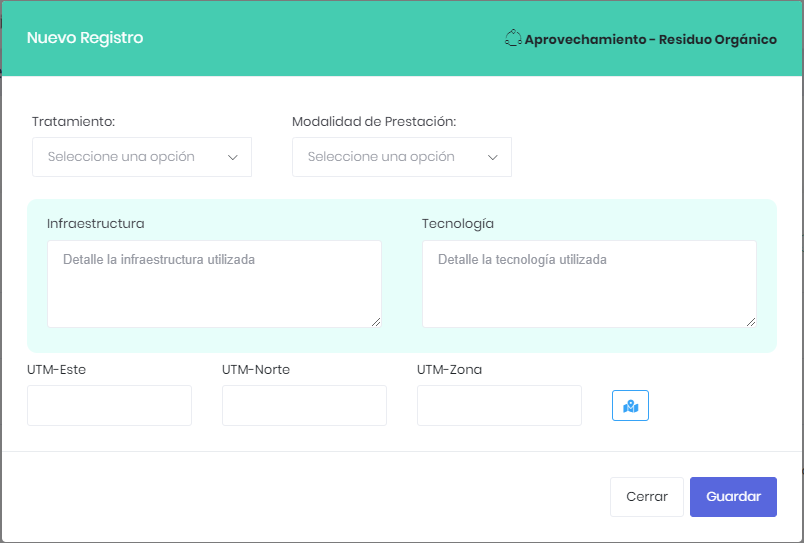 Nuevo Registro
Aprovechamiento - Residuo Orgánico
Tratamiento: Modalidad de Prestación:
Seleccione una opción Seleccione una opción
Infraestructura Tecnología
Detalle la infraestructura utilizada Detalle la tecnología utilizada
UTM-Este UTM-Norte UTM-Zona
Cerrar Guardar